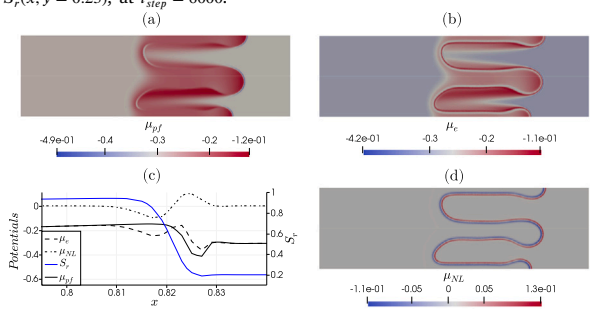 S_r(x, y = 0.25), at T_step = 6000.
(a)
(b)
μ_pf
-4.9e-01 -0.4 -0.3 -0.2 -1.2e-01
μ_e
-4.2e-01 -0.3 -0.2 -1.1e-01
(c)
(d)
Potentials
0
-0.2
-0.4
-0.6
μ_e
μ_NL
S_r
μ_pf
0.8 0.81 0.82 0.83
x
1
0.8
0.6
0.4
0.2
S_r
μ_NL
-1.1e-01 -0.05 0 0.05 1.3e-01